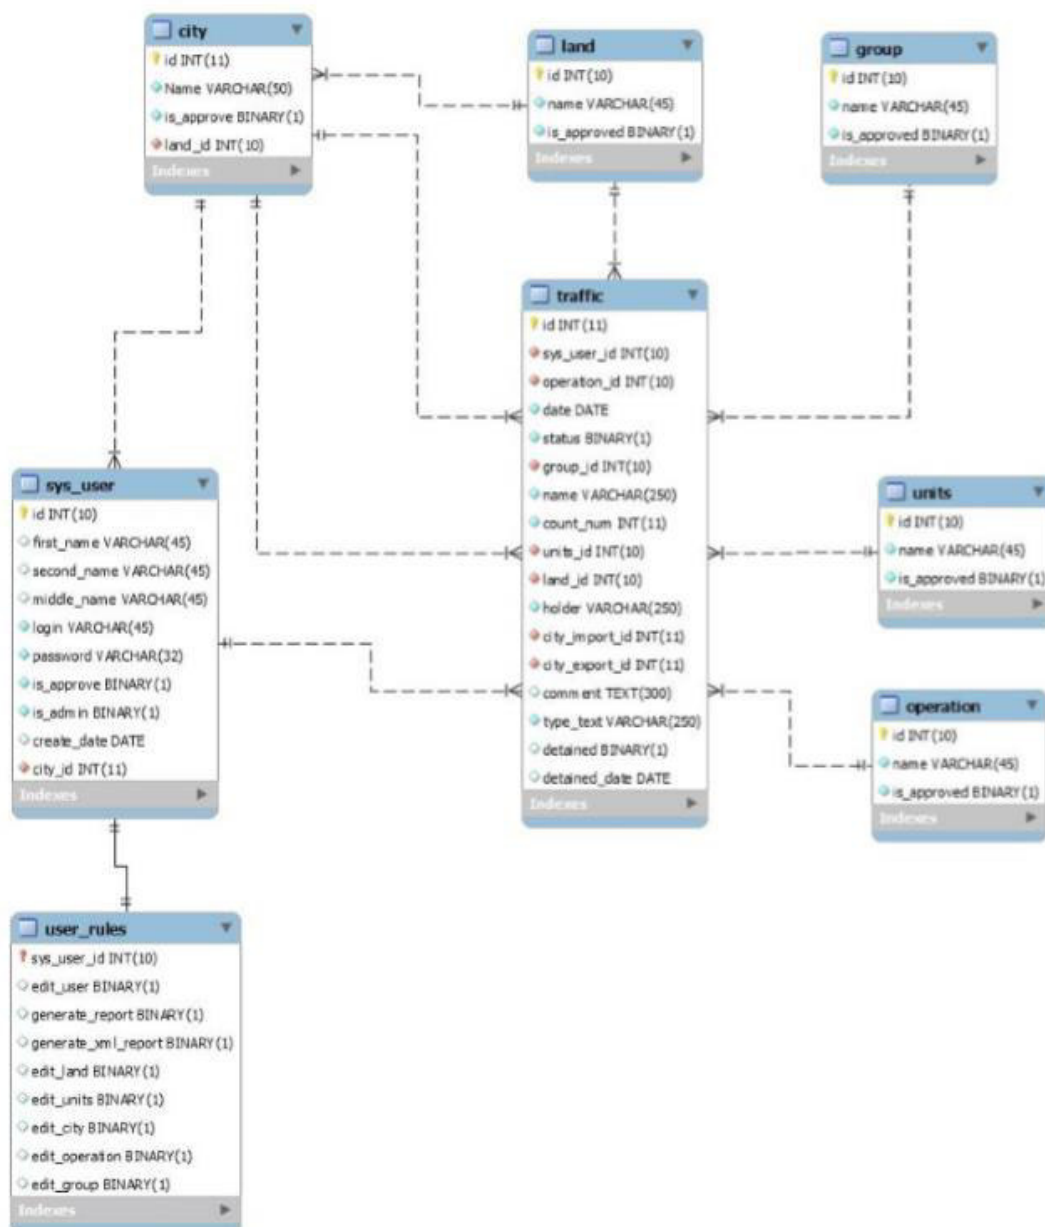 city
id INT(11)
Name VARCHAR(50)
is_approve BINARY(1)
land_id INT(10)
Indexes
land
id INT(10)
name VARCHAR(45)
is_approved BINARY(1)
Indexes
group
id INT(10)
name VARCHAR(45)
is_approved BINARY(1)
Indexes
traffic
id INT(11)
sys_user_id INT(10)
operation_id INT(10)
date DATE
status BINARY(1)
group_id INT(10)
name VARCHAR(250)
count_num INT(11)
units_id INT(10)
land_id INT(10)
holder VARCHAR(250)
city_import_id INT(11)
city_export_id INT(11)
comment TEXT(300)
type_text VARCHAR(250)
detained BINARY(1)
detained_date DATE
Indexes
sys_user
id INT(10)
first_name VARCHAR(45)
second_name VARCHAR(45)
middle_name VARCHAR(45)
login VARCHAR(45)
password VARCHAR(32)
is_approve BINARY(1)
is_admin BINARY(1)
create_date DATE
city_id INT(11)
Indexes
units
id INT(10)
name VARCHAR(45)
is_approved BINARY(1)
Indexes
operation
id INT(10)
name VARCHAR(45)
is_approved BINARY(1)
Indexes
user_rules
sys_user_id INT(10)
edit_user BINARY(1)
generate_report BINARY(1)
generate_xml_report BINARY(1)
edit_land BINARY(1)
edit_units BINARY(1)
edit_city BINARY(1)
edit_operation BINARY(1)
edit_group BINARY(1)
Indexes